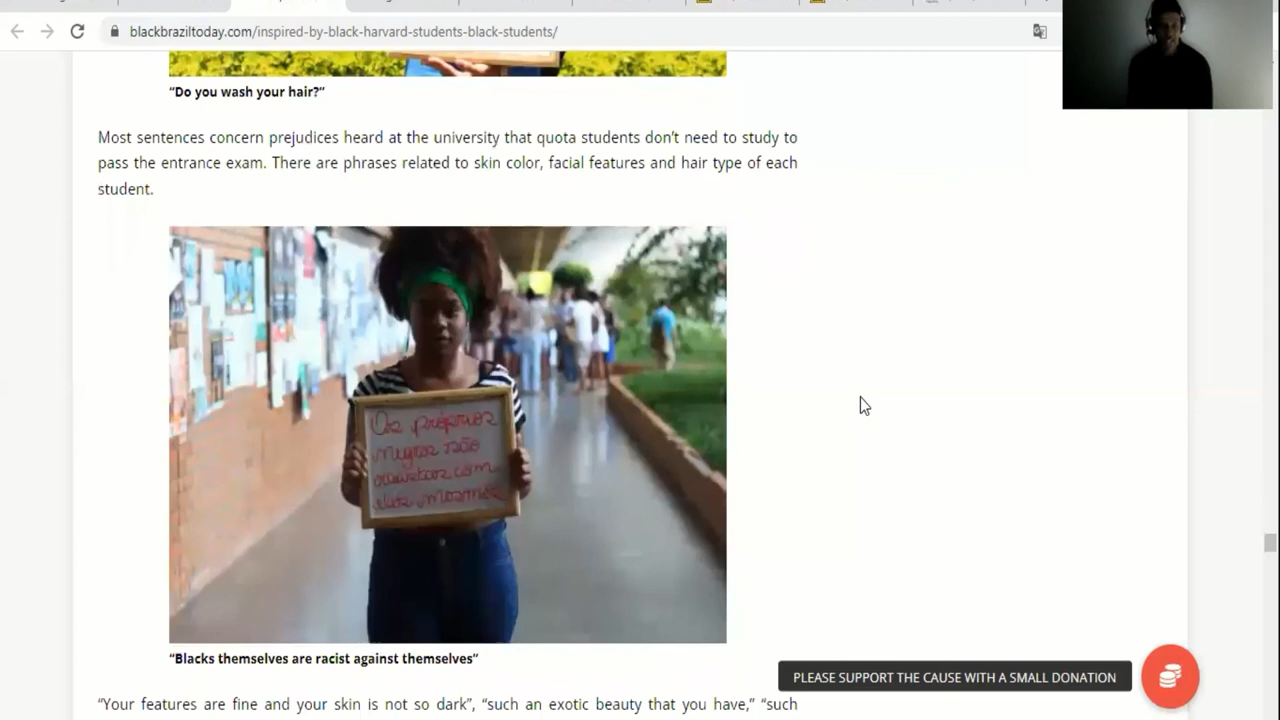 blackbraziltoday.com/inspired-by-black-harvard-students-black-students/
“Do you wash your hair?”
Most sentences concern prejudices heard at the university that quota students don’t need to study to
pass the entrance exam. There are phrases related to skin color, facial features and hair type of each
student.
Os próprios
negros são
racistas com
eles mesmos
“Blacks themselves are racist against themselves”
PLEASE SUPPORT THE CAUSE WITH A SMALL DONATION
“Your features are fine and your skin is not so dark”, “such an exotic beauty that you have,” “such